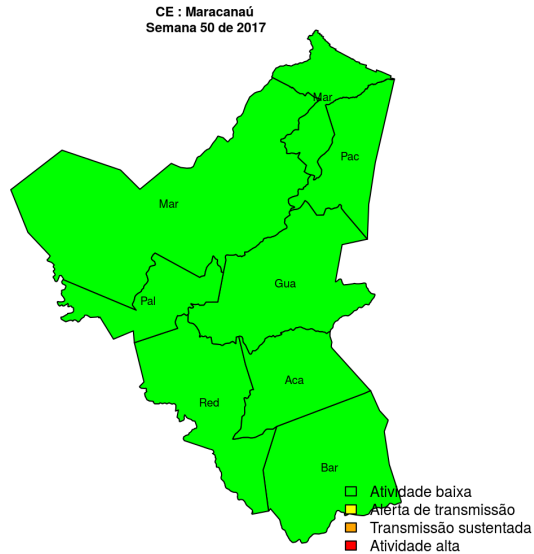 CE : Maracanaú
Semana 50 de 2017
Mar
Pac
Mar
Gua
Pal
Aca
Red
Bar
Atividade baixa
Alerta de transmissão
Transmissão sustentada
Atividade alta